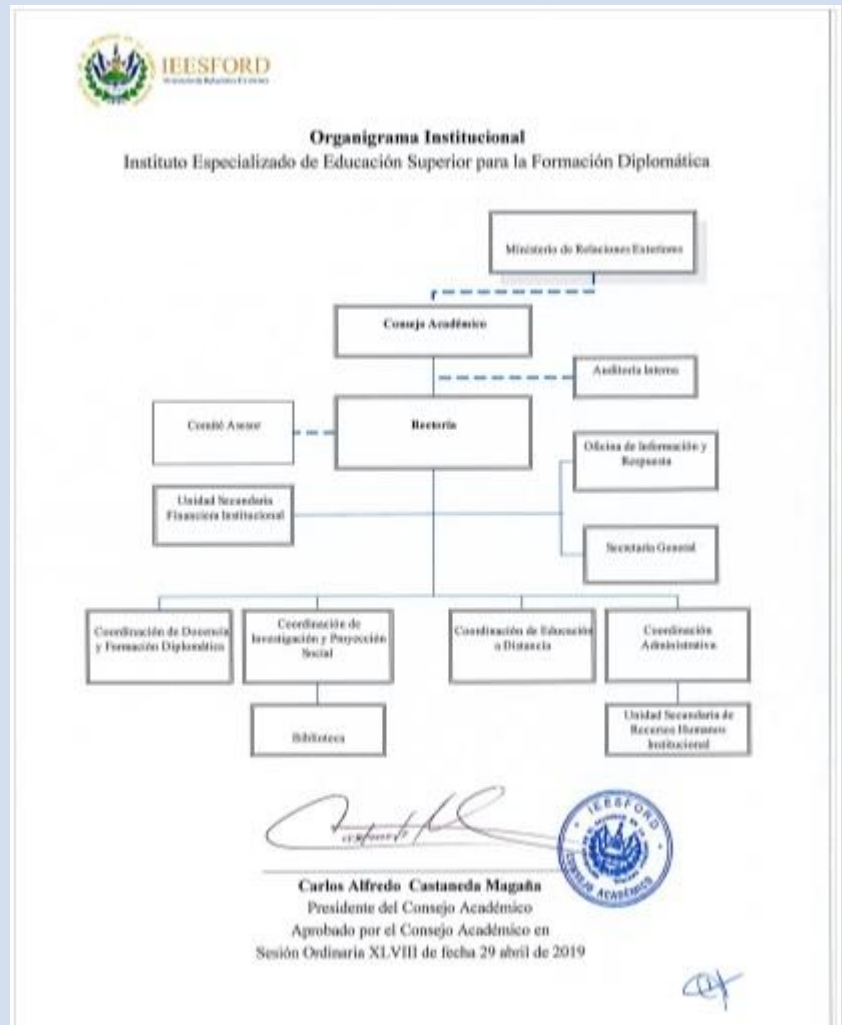 IEESFORD
Organigrama Institucional
Instituto Especializado de Educación Superior para la Formación Diplomática
Ministerio de Relaciones Exteriores
Consejo Académico
Auditoría Interna
Comité Asesor
Rectoría
Oficina de Información y
Respuesta
Unidad Secundaria
Financiera Institucional
Secretaría General
Coordinación de Docencia
y Formación Diplomática
Coordinación de
Investigación y Proyección
Social
Coordinación de Educación
a Distancia
Coordinación
Administrativa
Biblioteca
Unidad Secundaria de
Recursos Humanos
Institucional
IEESFORD
CONSEJO ACADÉMICO
Carlos Alfredo Castaneda Magaña
Presidente del Consejo Académico
Aprobado por el Consejo Académico en
Sesión Ordinaria XLVIII de fecha 29 abril de 2019